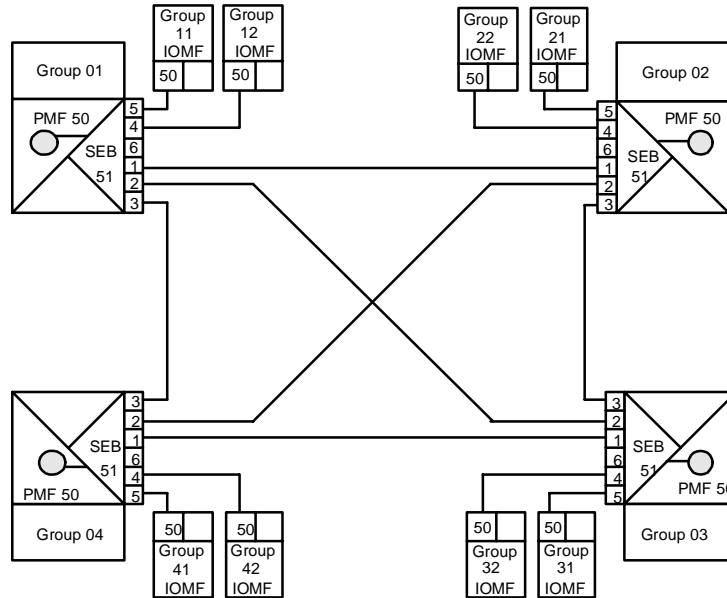 Group
11
IOMF
50
Group
12
IOMF
50
Group
22
IOMF
50
Group
21
IOMF
50
Group 01
PMF 50
SEB
51
5
4
6
1
2
3
Group 02
PMF 50
SEB
51
5
4
6
1
2
3
3
2
1
6
4
5
SEB
51
PMF 50
Group 04
3
2
1
6
4
5
SEB
51
PMF 50
Group 03
50
Group
41
IOMF
50
Group
42
IOMF
50
Group
32
IOMF
50
Group
31
IOMF